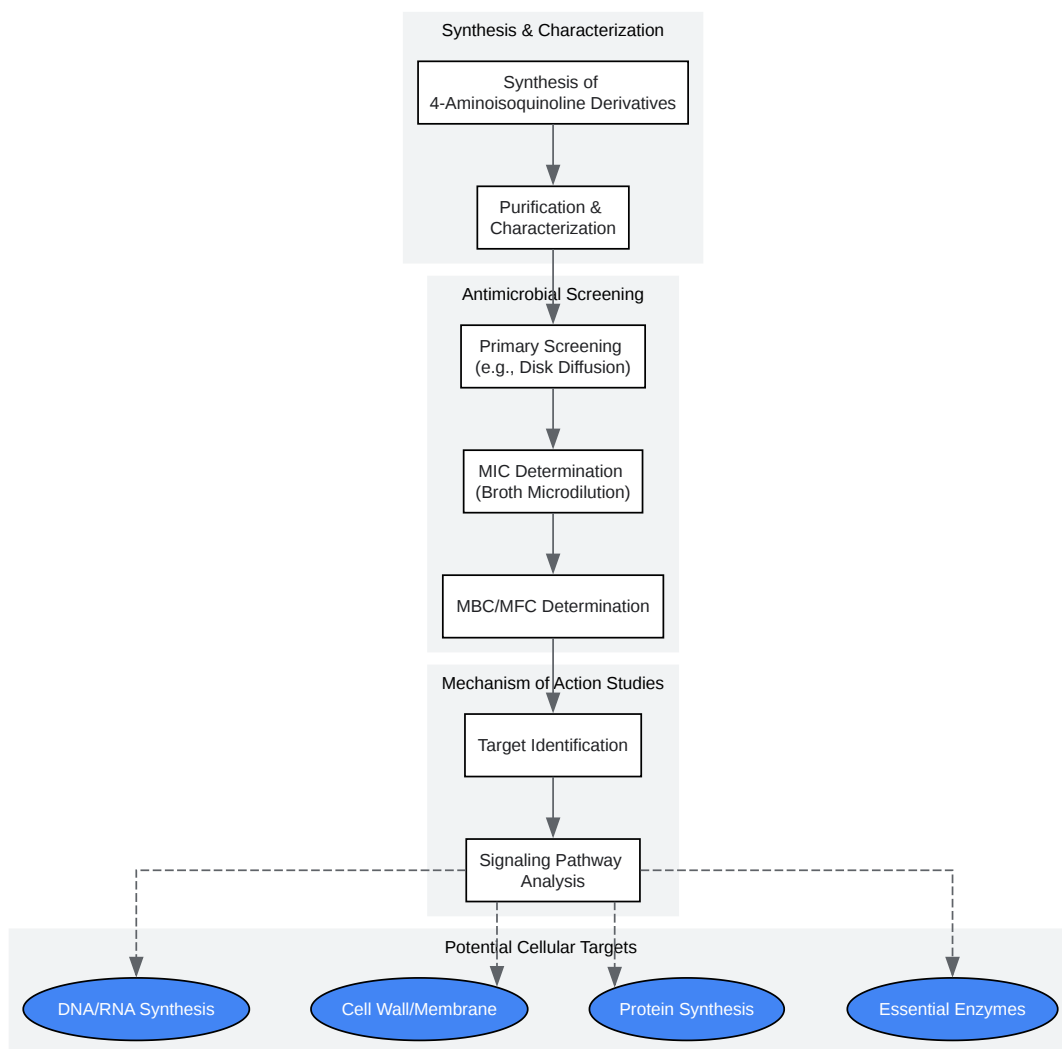 Synthesis & Characterization
Synthesis of
4-Aminoisoquinoline Derivatives
Purification &
Characterization
Antimicrobial Screening
Primary Screening
(e.g., Disk Diffusion)
MIC Determination
(Broth Microdilution)
MBC/MFC Determination
Mechanism of Action Studies
Target Identification
Signaling Pathway
Analysis
Potential Cellular Targets
DNA/RNA Synthesis
Cell Wall/Membrane
Protein Synthesis
Essential Enzymes